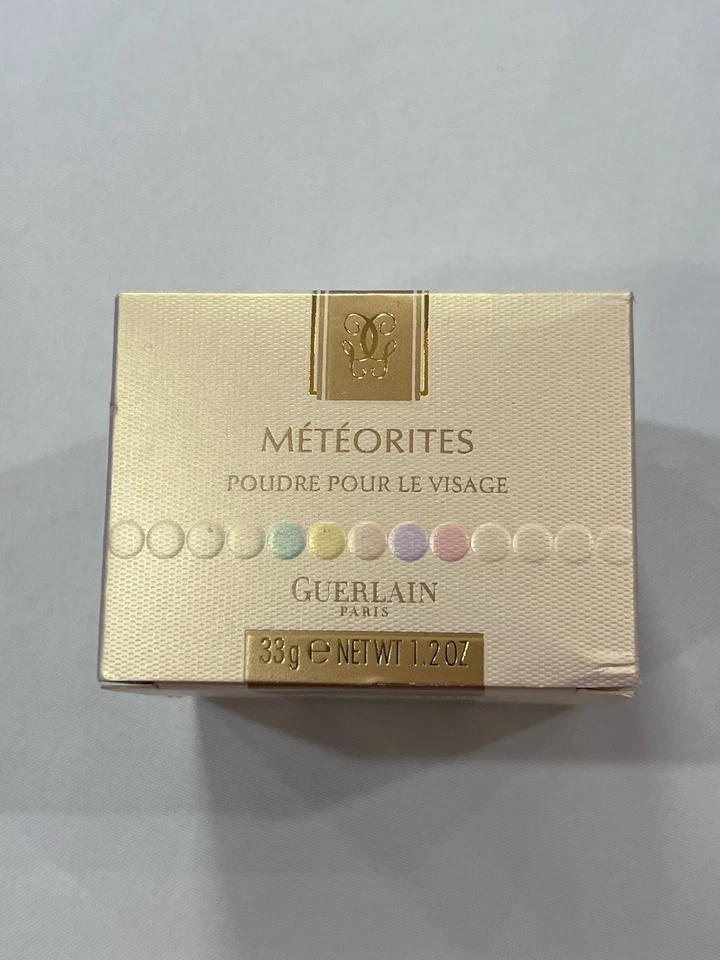 MÉTÉORITES
POUDRE POUR LE VISAGE
GUERLAIN
PARIS
33g ℮ NET WT 1.2 OZ